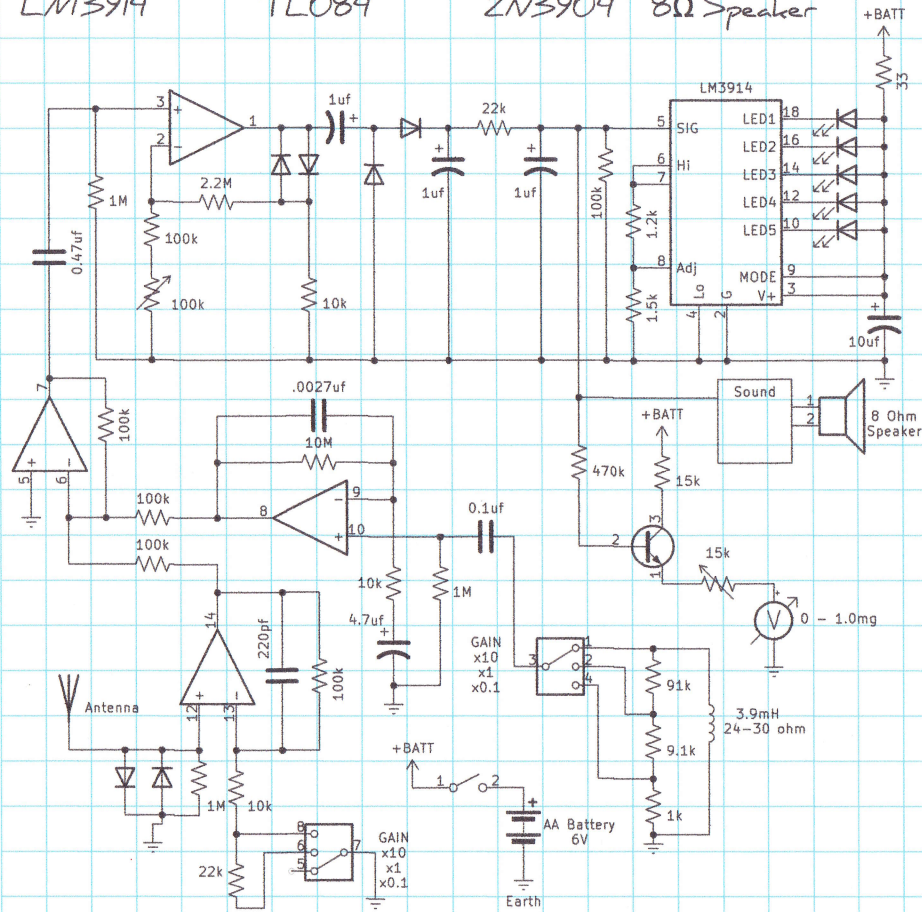 LM3914 TL084 2N3904 8Ω Speaker
+BATT
33
LM3914
3
+
1
2
-
1uf
+
22k
5
SIG
LED1
18
LED2
16
6
Hi
7
LED3
14
LED4
12
LED5
10
8
Adj
MODE
9
V+
3
Lo
G
4
2
1M
2.2M
100k
100k
+
1uf
+
1uf
100k
1.2k
1.5k
10k
0.47uf
+
10uf
7
100k
+
-
5
6
.0027uf
10M
Sound
1
2
8 Ohm
Speaker
+BATT
470k
15k
100k
8
-
9
+
10
0.1uf
100k
3
2
1
15k
+
V
0 - 1.0mg
10k
1M
4.7uf
+
14
220pf
100k
+
-
12
13
Antenna
1M
10k
22k
8
6
5
7
GAIN
x10
x1
x0.1
GAIN
x10
x1
x0.1
3
1
2
4
91k
9.1k
1k
3.9mH
24-30 ohm
+BATT
1
2
+
AA Battery
6V
Earth